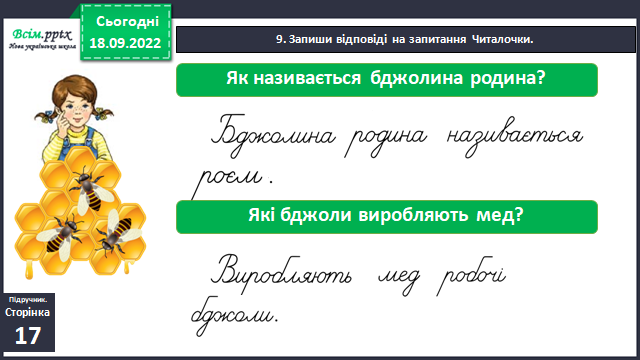 Всім.pptx
Нова українська школа
Сьогодні
18.09.2022
9. Запиши відповіді на запитання Читалочки.
Як називається бджолина родина?
Бджолина родина називається
роєм.
Які бджоли виробляють мед?
Виробляють мед робочі
бджоли.
Підручник.
Сторінка
17